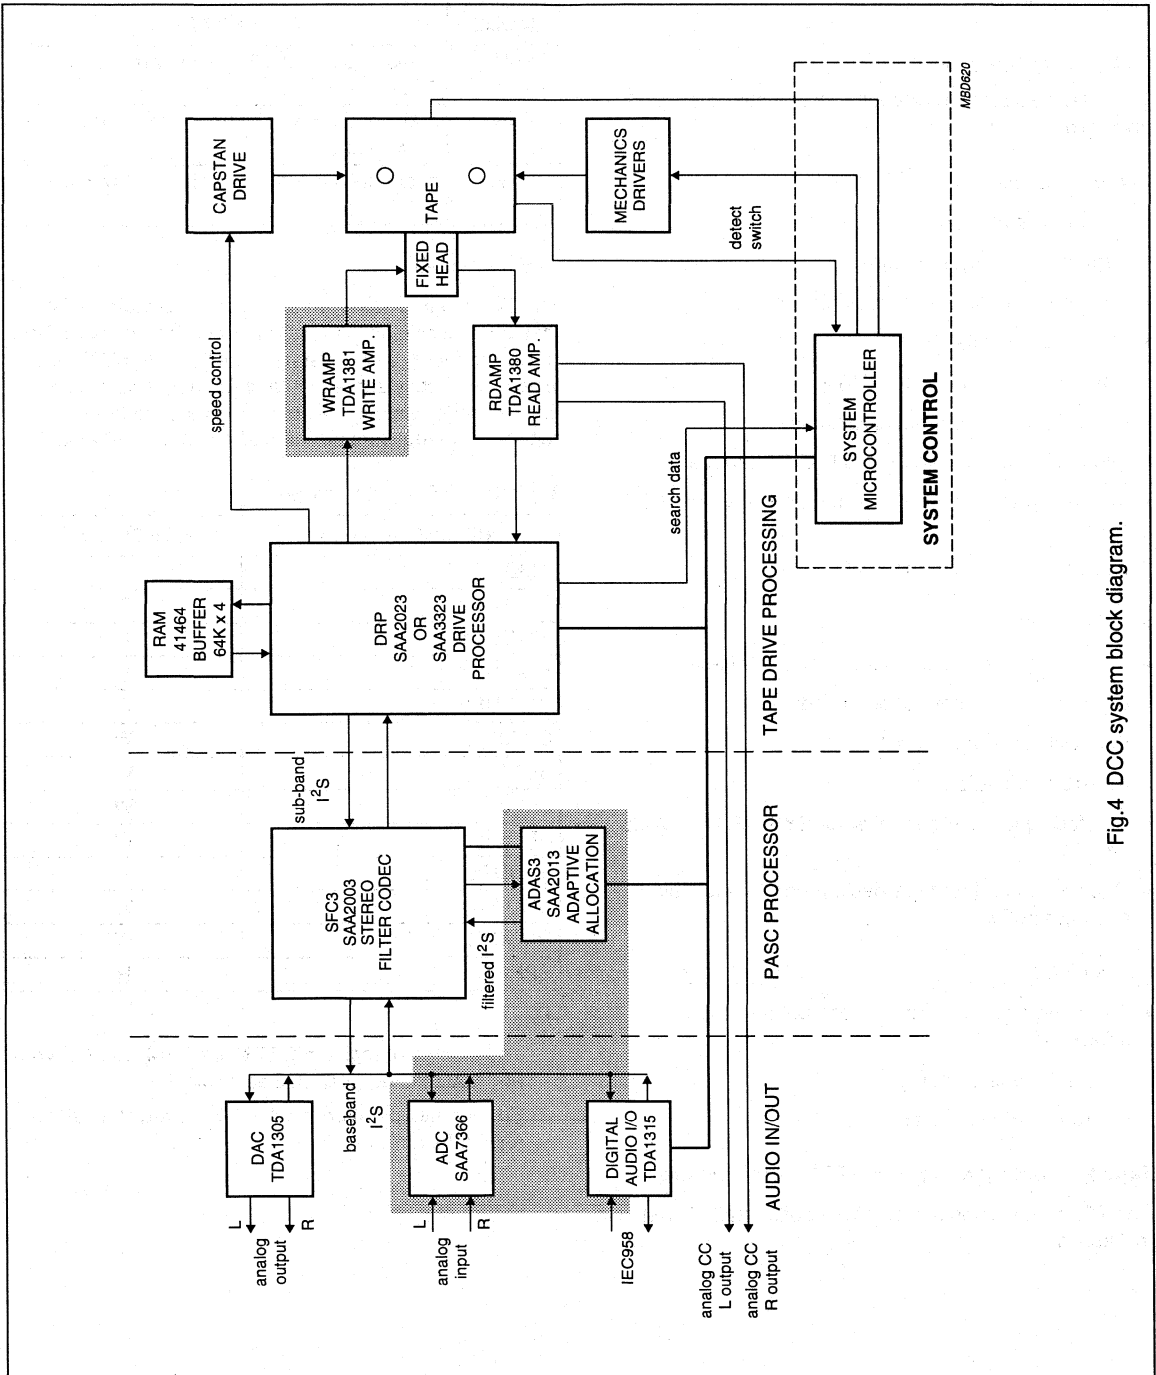 CAPSTAN
DRIVE
TAPE
MECHANICS
DRIVERS
FIXED
HEAD
detect
switch
MBD620
speed control
WRAMP
TDA1381
WRITE AMP.
RDAMP
TDA1380
READ AMP.
search data
SYSTEM
MICROCONTROLLER
SYSTEM CONTROL
RAM
41464
BUFFER
64K x 4
DRP
SAA2023
OR
SAA3323
DRIVE
PROCESSOR
TAPE DRIVE PROCESSING
sub-band
I²S
SFC3
SAA2003
STEREO
FILTER CODEC
filtered I²S
ADAS3
SAA2013
ADAPTIVE
ALLOCATION
PASC PROCESSOR
baseband
I²S
DAC
TDA1305
ADC
SAA7366
DIGITAL
AUDIO I/O
TDA1315
AUDIO IN/OUT
L
analog
output
R
L
analog
input
R
IEC958
analog CC
L output
analog CC
R output
Fig.4 DCC system block diagram.